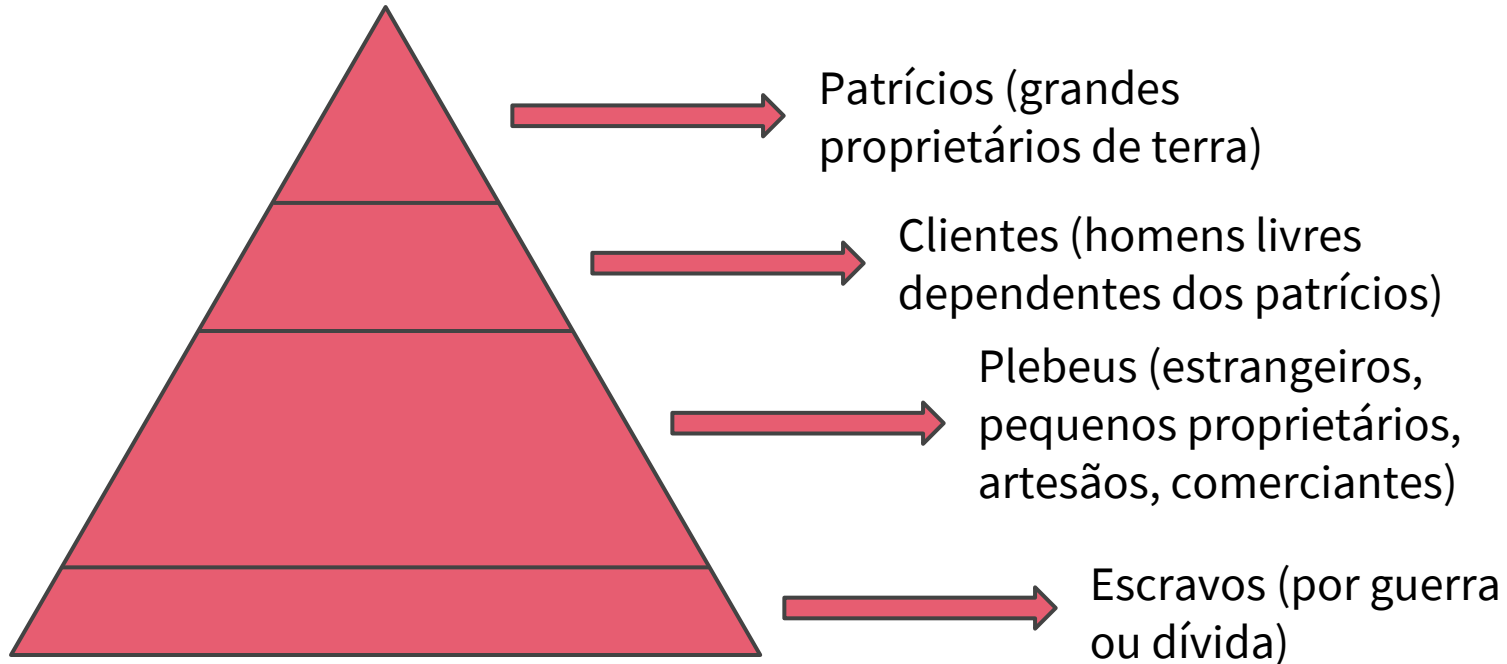 Patrícios (grandes
proprietários de terra)
Clientes (homens livres
dependentes dos patrícios)
Plebeus (estrangeiros,
pequenos proprietários,
artesãos, comerciantes)
Escravos (por guerra
ou dívida)